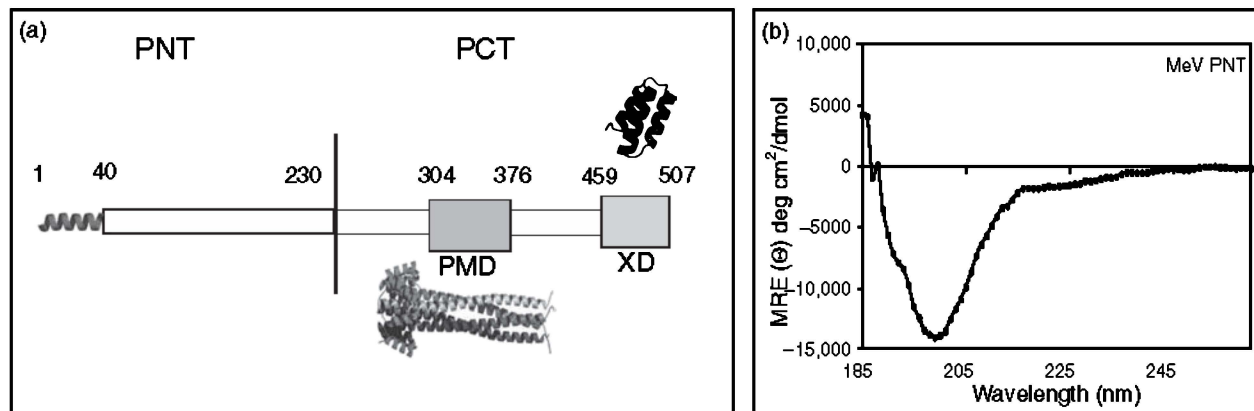 (a)
PNT PCT
1 40 230 304 376 459 507
PMD XD
(b)
MeV PNT
MRE (Θ) deg cm²/dmol
10,000
5000
0
−5000
−10,000
−15,000
185 205 225 245
Wavelength (nm)